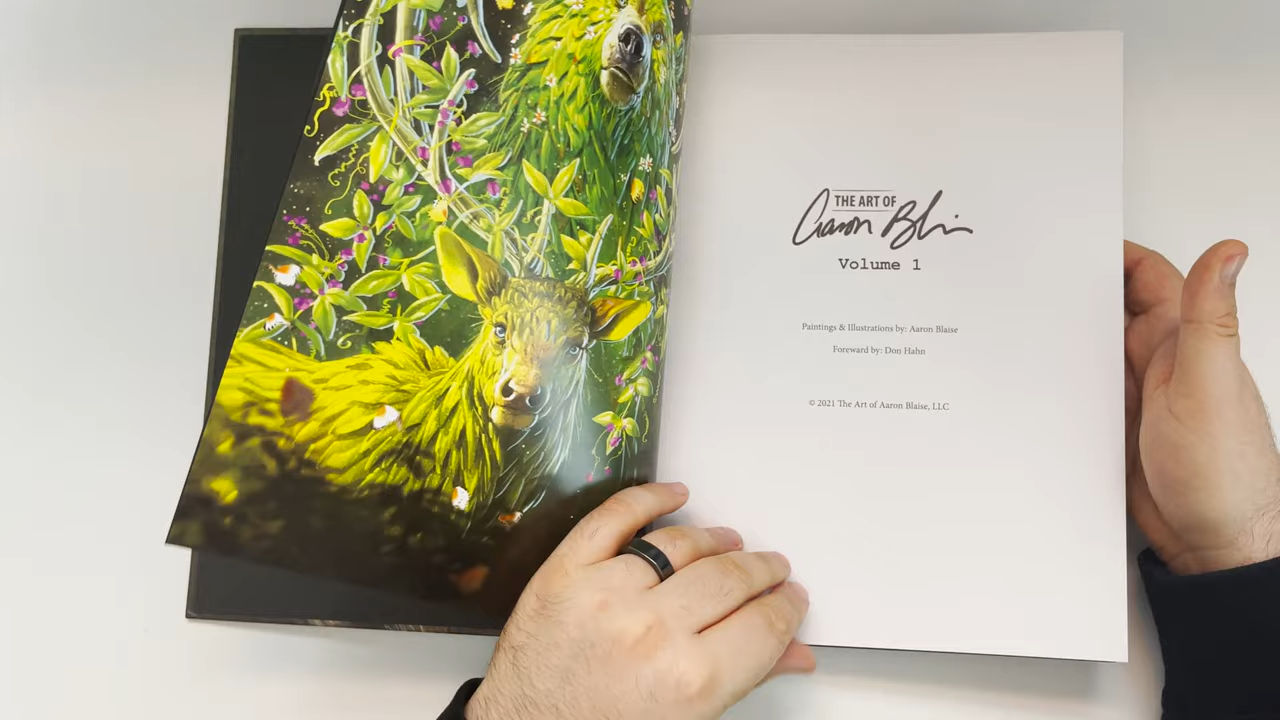 THE ART OF
Aaron Blaise
Volume 1
Paintings & Illustrations by: Aaron Blaise
Foreward by: Don Hahn
© 2021 The Art of Aaron Blaise, LLC